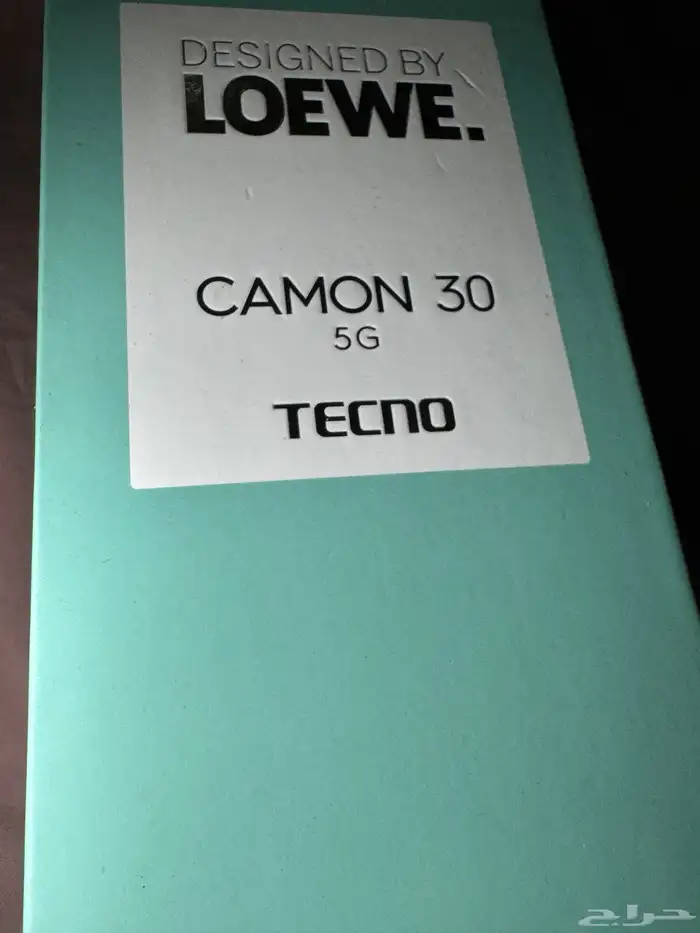 DESIGNED BY
LOEWE.
CAMON 30
5G
TECNO
حراج